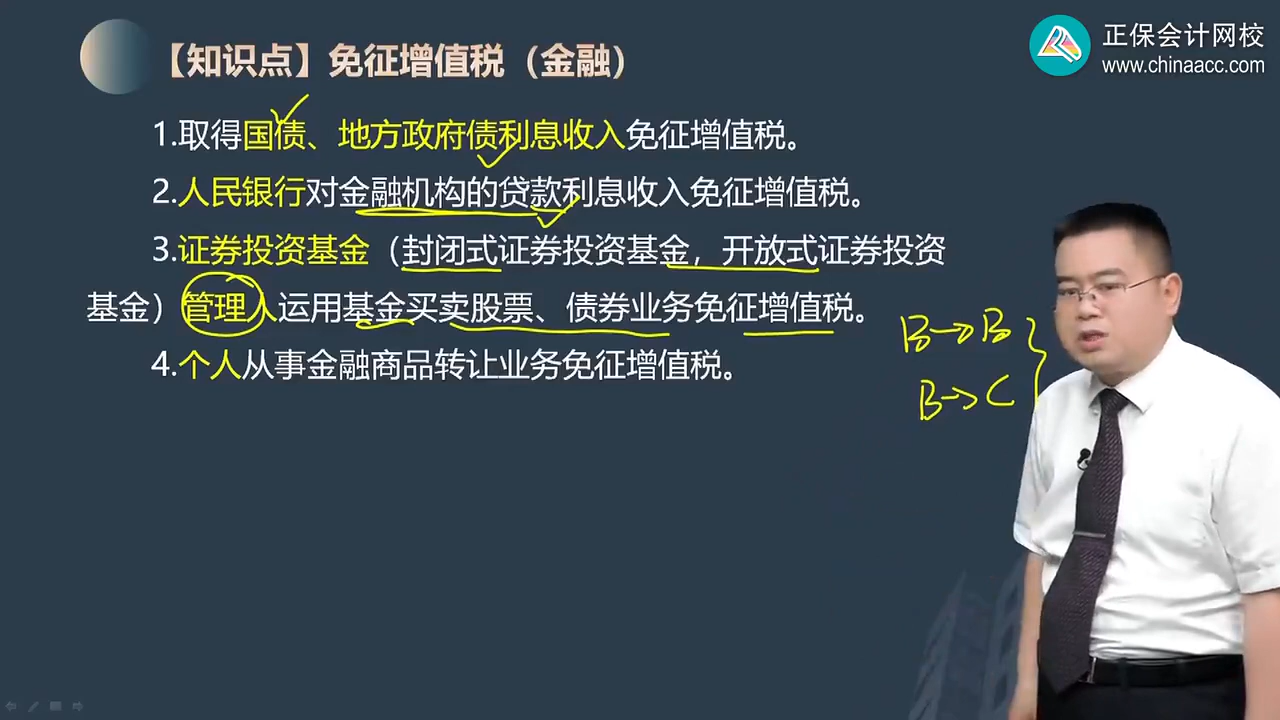 正保会计网校
www.chinaacc.com
【知识点】免征增值税（金融）
1.取得国债、地方政府债利息收入免征增值税。
2.人民银行对金融机构的贷款利息收入免征增值税。
3.证券投资基金（封闭式证券投资基金，开放式证券投资
基金）管理人运用基金买卖股票、债券业务免征增值税。
4.个人从事金融商品转让业务免征增值税。
B→B
B→C